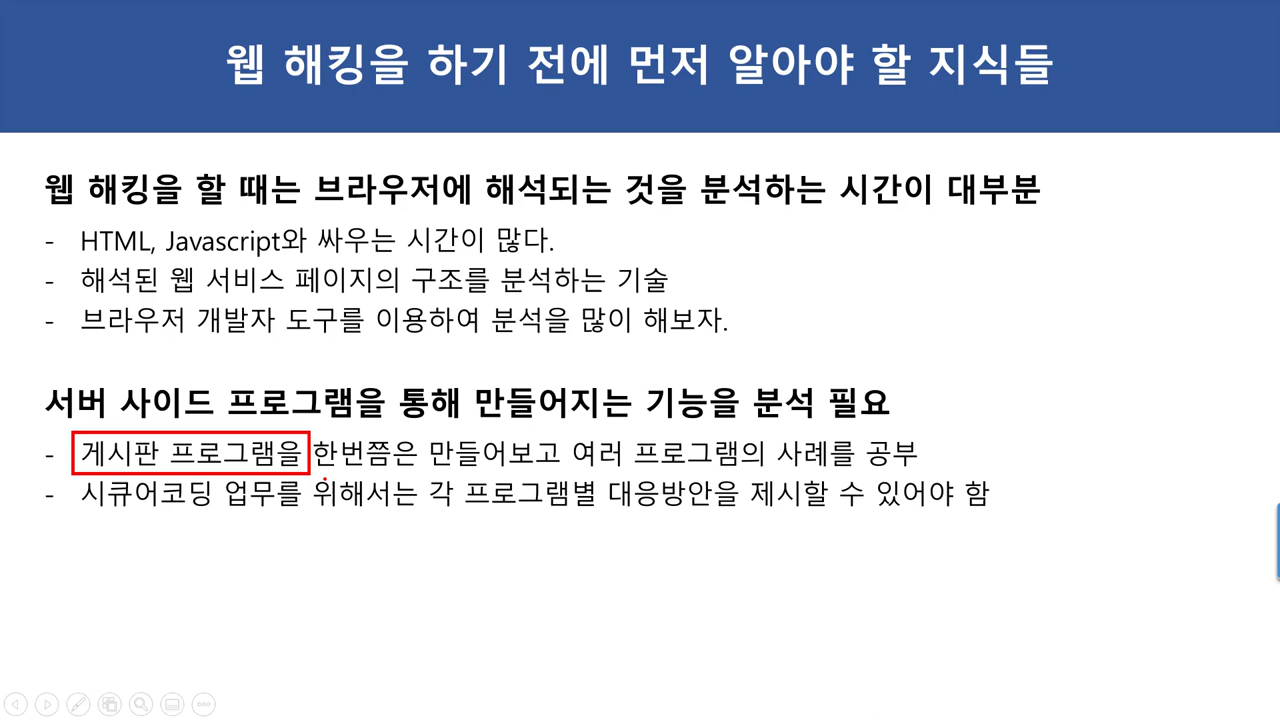 웹 해킹을 하기 전에 먼저 알아야 할 지식들
웹 해킹을 할 때는 브라우저에 해석되는 것을 분석하는 시간이 대부분
- HTML, Javascript와 싸우는 시간이 많다.
- 해석된 웹 서비스 페이지의 구조를 분석하는 기술
- 브라우저 개발자 도구를 이용하여 분석을 많이 해보자.
서버 사이드 프로그램을 통해 만들어지는 기능을 분석 필요
- 게시판 프로그램을 한번쯤은 만들어보고 여러 프로그램의 사례를 공부
- 시큐어코딩 업무를 위해서는 각 프로그램별 대응방안을 제시할 수 있어야 함